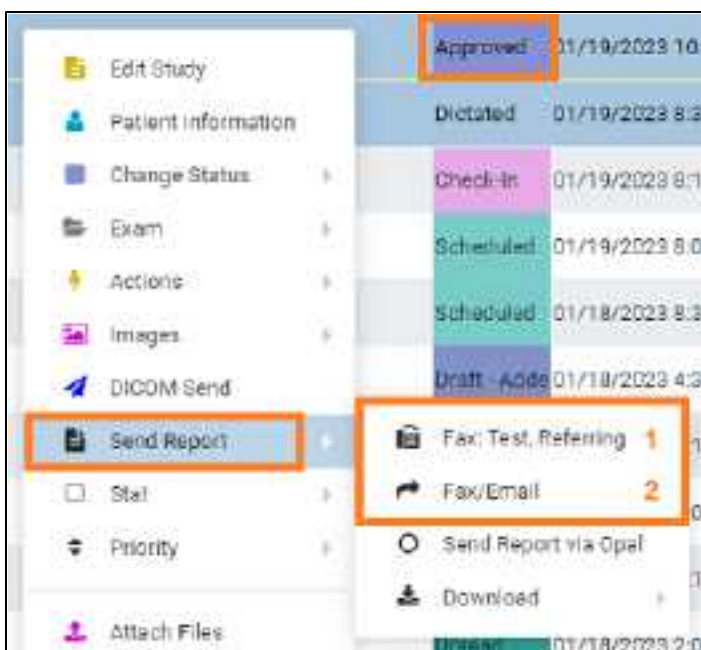 Edit Study
Patient Information
Change Status
Exam
Actions
Images
DICOM Send
Send Report
Stat
Priority
Attach Files
Fax: Test, Referring 1
Fax/Email 2
Send Report via Opal
Download
Approved 01/19/2023 10
Dictated 01/19/2023 8:3
Check-In 01/19/2023 8:1
Scheduled 01/19/2023 8:0
Scheduled 01/18/2023 8:3
Draft - Adde 01/18/2023 4:3
Unread 01/18/2023 2:0